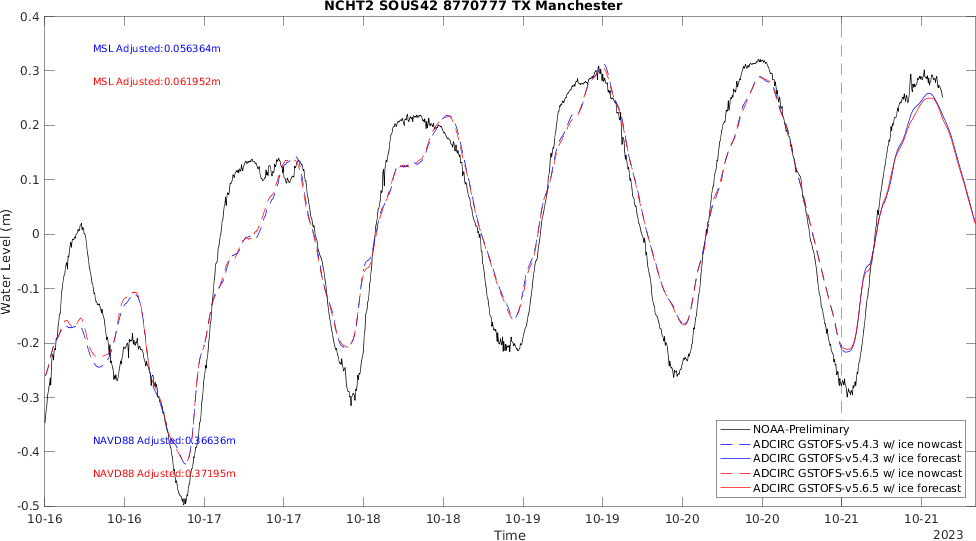 NCHT2 SOUS42 8770777 TX Manchester
0.4
0.3
0.2
0.1
0
-0.1
-0.2
-0.3
-0.4
-0.5
Water Level (m)
MSL Adjusted:0.056364m
MSL Adjusted:0.061952m
NAVD88 Adjusted:0.36636m
NAVD88 Adjusted:0.37195m
NOAA-Preliminary
ADCIRC GSTOFS-v5.4.3 w/ ice nowcast
ADCIRC GSTOFS-v5.4.3 w/ ice forecast
ADCIRC GSTOFS-v5.6.5 w/ ice nowcast
ADCIRC GSTOFS-v5.6.5 w/ ice forecast
10-16 10-16 10-17 10-17 10-18 10-18 10-19 10-19 10-20 10-20 10-21 10-21
Time
2023